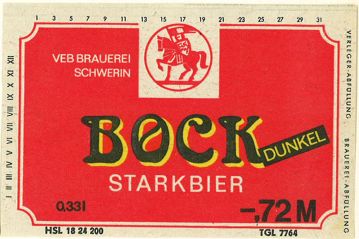 1 3 5 7 9 11 13 15 17 19 21 23 25 27 29 31
VEB BRAUEREI
SCHWERIN
BOCK
DUNKEL
STARKBIER
0,33l
-,72 M
HSL 18 24 200
TGL 7764
I II III IV V VI VII VIII IX X XI XII
VERLEGER-ABFÜLLUNG
BRAUEREI-ABFÜLLUNG